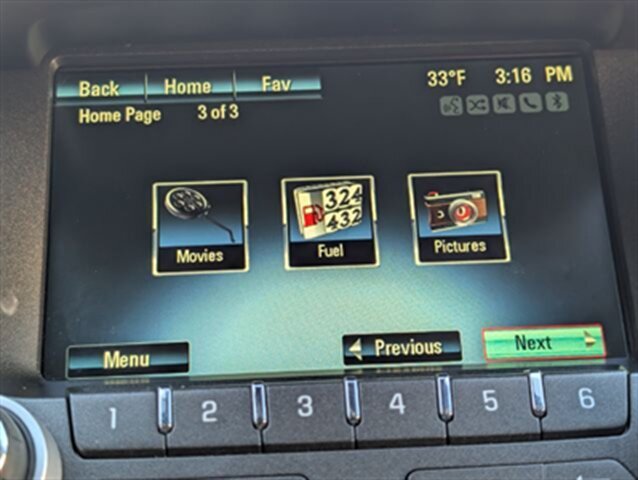 Back Home Fav 33°F 3:16 PM
Home Page 3 of 3
324
432
Movies Fuel Pictures
Menu Previous Next
1 2 3 4 5 6